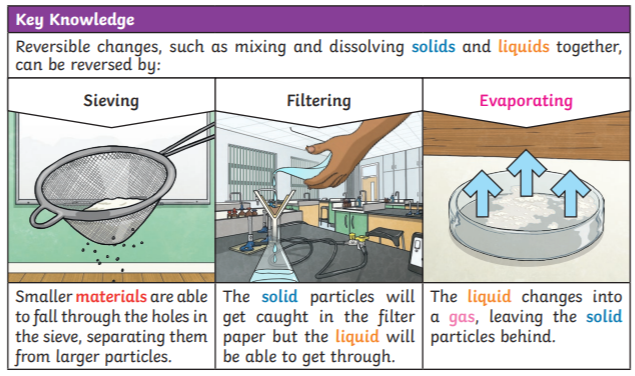 Key Knowledge
Reversible changes, such as mixing and dissolving solids and liquids together,
can be reversed by:
Sieving
Filtering
Evaporating
Smaller materials are able
to fall through the holes in
the sieve, separating them
from larger particles.
The solid particles will
get caught in the filter
paper but the liquid will
be able to get through.
The liquid changes into
a gas, leaving the solid
particles behind.